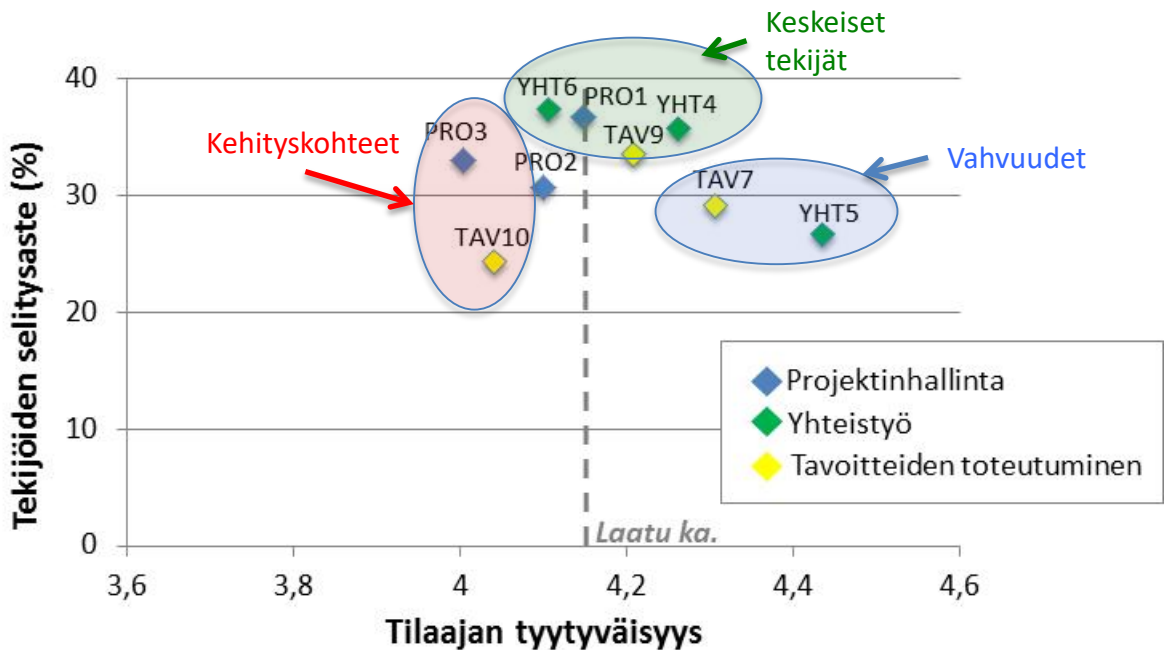 Keskeiset
tekijät
40
YHT6
PRO1
YHT4
Kehityskohteet
PRO3
TAV9
Vahvuudet
PRO2
30
TAV7
YHT5
TAV10
20
Projektinhallinta
10
Yhteistyö
Tavoitteiden toteutuminen
Laatu ka.
0
3,6
3,8
4
4,2
4,4
4,6
Tilaajan tyytyväisyys
Tekijöiden selitysaste (%)